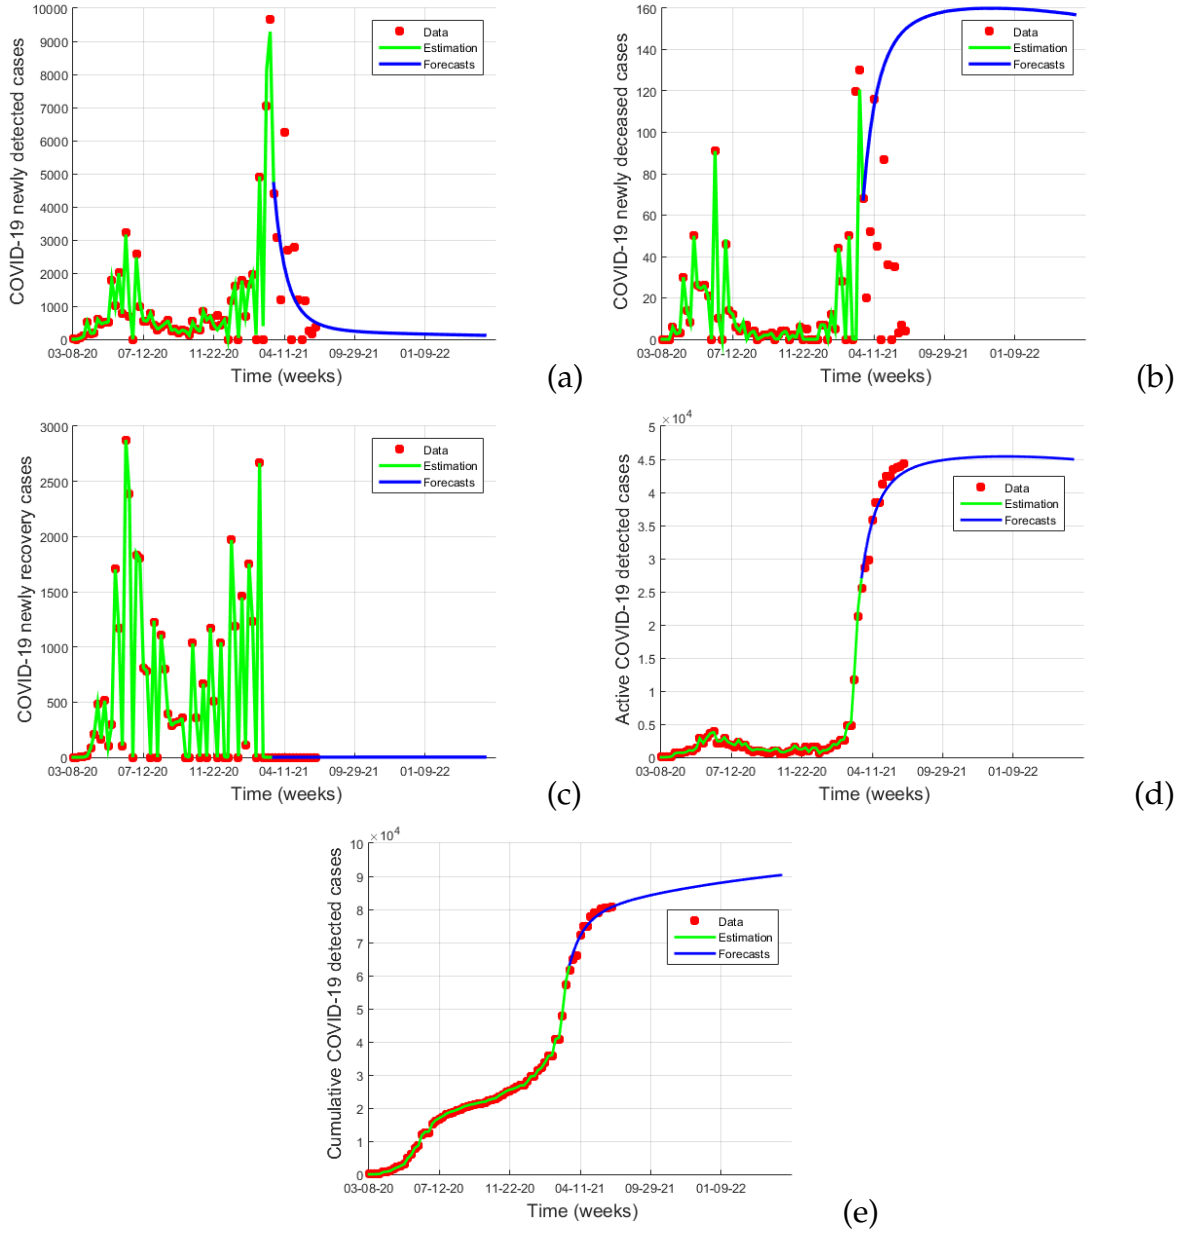 10000
9000
8000
7000
6000
5000
4000
3000
2000
1000
0
COVID-19 newly detected cases
Data
Estimation
Forecasts
03-08-20 07-12-20 11-22-20 04-11-21 09-29-21 01-09-22
Time (weeks)
(a)
160
140
120
100
80
60
40
20
0
COVID-19 newly deceased cases
Data
Estimation
Forecasts
03-08-20 07-12-20 11-22-20 04-11-21 09-29-21 01-09-22
Time (weeks)
(b)
3000
2500
2000
1500
1000
500
0
COVID-19 newly recovery cases
Data
Estimation
Forecasts
03-08-20 07-12-20 11-22-20 04-11-21 09-29-21 01-09-22
Time (weeks)
(c)
×10^4
5
4.5
4
3.5
3
2.5
2
1.5
1
0.5
0
Active COVID-19 detected cases
Data
Estimation
Forecasts
03-08-20 07-12-20 11-22-20 04-11-21 09-29-21 01-09-22
Time (weeks)
(d)
×10^4
10
9
8
7
6
5
4
3
2
1
0
Cumulative COVID-19 detected cases
Data
Estimation
Forecasts
03-08-20 07-12-20 11-22-20 04-11-21 09-29-21 01-09-22
Time (weeks)
(e)